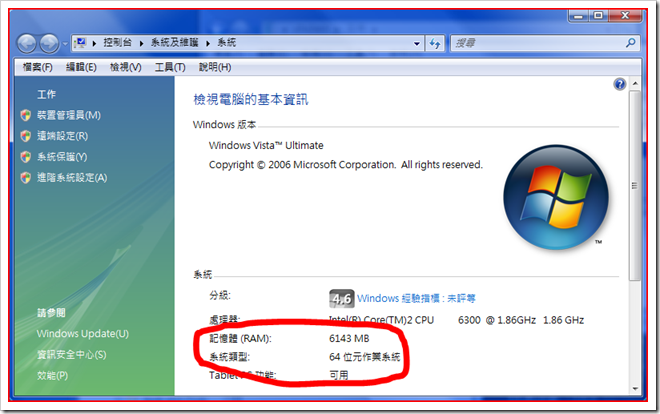 控制台 ▸ 系統及維護 ▸ 系統
搜尋
檔案(F) 編輯(E) 檢視(V) 工具(T) 說明(H)
工作
裝置管理員(M)
遠端設定(R)
系統保護(Y)
進階系統設定(A)
請參閱
Windows Update(U)
資訊安全中心(S)
效能(P)
檢視電腦的基本資訊
Windows 版本
Windows Vista™ Ultimate
Copyright © 2006 Microsoft Corporation. All rights reserved.
TM
系統
分級: 4.6 Windows 經驗指標 : 未評等
處理器: Intel(R) Core(TM)2 CPU 6300 @ 1.86GHz 1.86 GHz
記憶體 (RAM): 6143 MB
系統類型: 64 位元作業系統
Tablet PC 功能: 可用